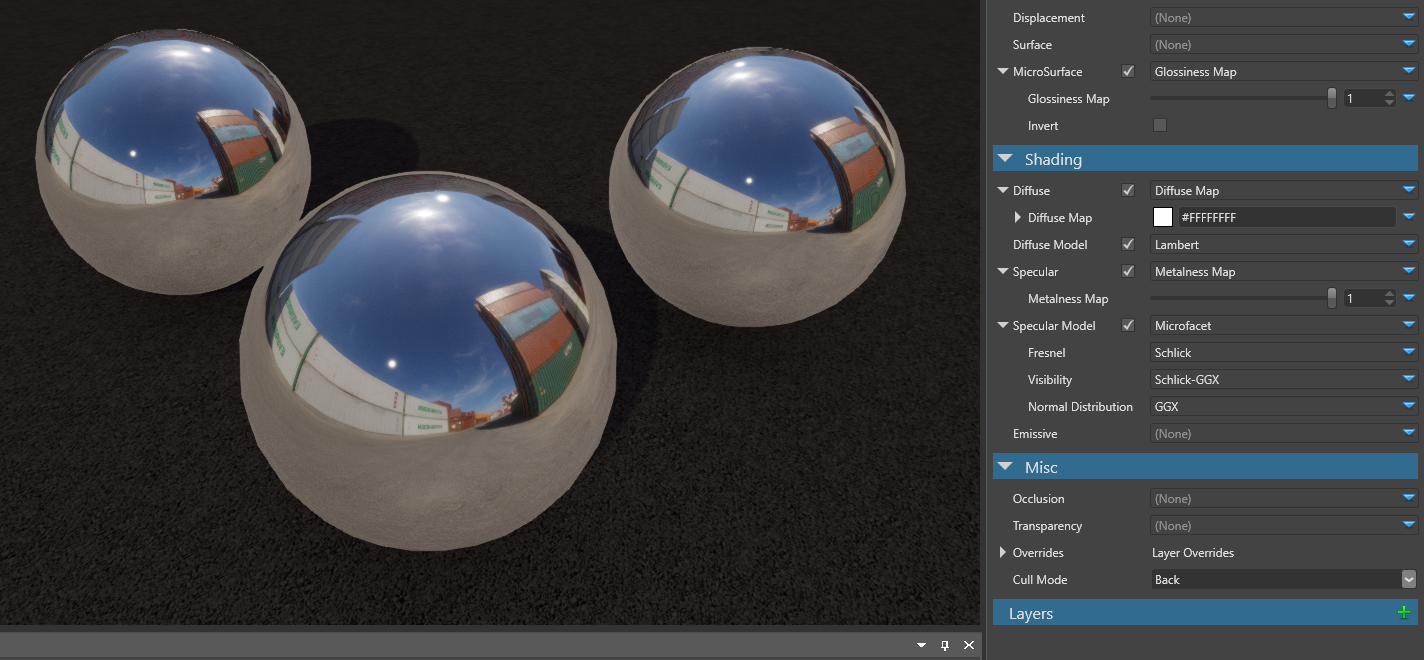 Displacement (None)
Surface (None)
MicroSurface Glossiness Map
Glossiness Map 1
Invert
Shading
Diffuse Diffuse Map
Diffuse Map #FFFFFFFF
Diffuse Model Lambert
Specular Metalness Map
Metalness Map 1
Specular Model Microfacet
Fresnel Schlick
Visibility Schlick-GGX
Normal Distribution GGX
Emissive (None)
Misc
Occlusion (None)
Transparency (None)
Overrides Layer Overrides
Cull Mode Back
Layers